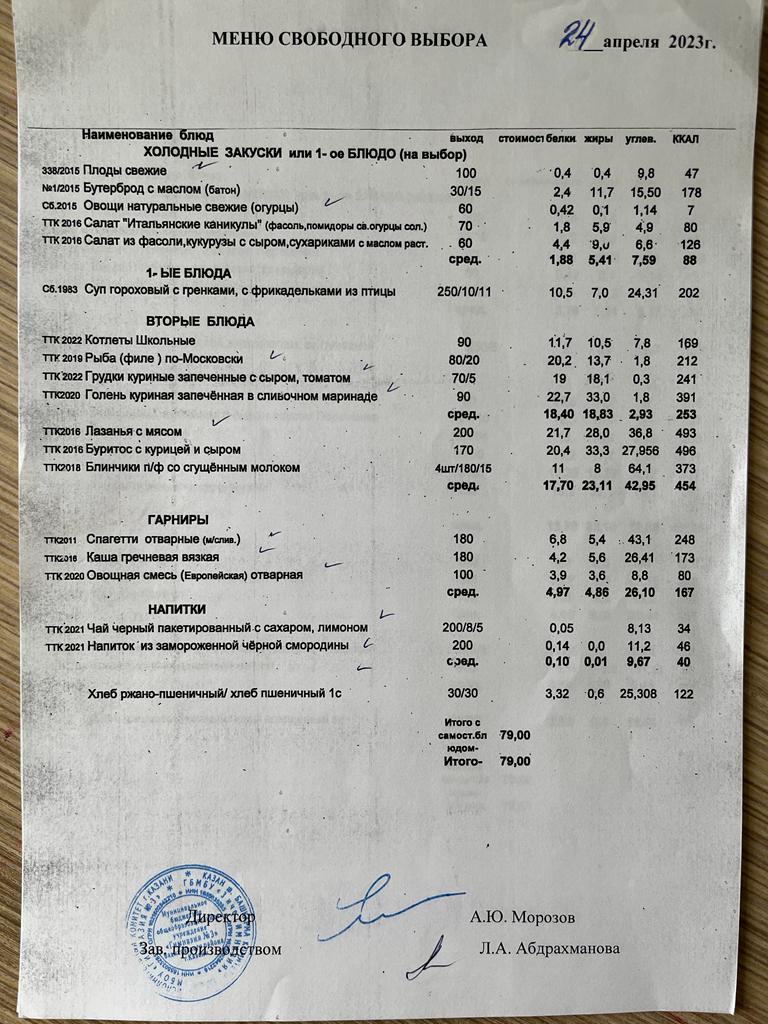 МЕНЮ СВОБОДНОГО ВЫБОРА 24 апреля 2023г.
Наименование блюд выход стоимост белки жиры углев. ККАЛ
ХОЛОДНЫЕ ЗАКУСКИ или 1- ое БЛЮДО (на выбор)
338/2015 Плоды свежие 100 0,4 0,4 9,8 47
№1/2015 Бутерброд с маслом (батон) 30/15 2,4 11,7 15,50 178
Сб.2015 Овощи натуральные свежие (огурцы) 60 0,42 0,1 1,14 7
ТТК 2016 Салат "Итальянские каникулы" (фасоль,помидоры св.огурцы сол.) 70 1,8 5,9 4,9 80
ТТК 2016 Салат из фасоли,кукурузы с сыром,сухариками с маслом раст. 60 4,4 9,0 6,6 126
сред. 1,88 5,41 7,59 88
1- ЫЕ БЛЮДА
Сб.1983 Суп гороховый с гренками, с фрикадельками из птицы 250/10/11 10,5 7,0 24,31 202
ВТОРЫЕ БЛЮДА
ТТК 2022 Котлеты Школьные 90 11,7 10,5 7,8 169
ТТК 2019 Рыба (филе ) по-Московски 80/20 20,2 13,7 1,8 212
ТТК 2022 Грудки куриные запеченные с сыром, томатом 70/5 19 18,1 0,3 241
ТТК2020 Голень куриная запечённая в сливочном маринаде 90 22,7 33,0 1,8 391
сред. 18,40 18,83 2,93 253
ТТК2016 Лазанья с мясом 200 21,7 28,0 36,8 493
ТТК 2016 Буритос с курицей и сыром 170 20,4 33,3 27,956 496
ТТК2018 Блинчики п/ф со сгущённым молоком 4шт/180/15 11 8 64,1 373
сред. 17,70 23,11 42,95 454
ГАРНИРЫ
ТТК2011 Спагетти отварные (м/слив.) 180 6,8 5,4 43,1 248
ТТК2016 Каша гречневая вязкая 180 4,2 5,6 26,41 173
ТТК 2020 Овощная смесь (Европейская) отварная 100 3,9 3,6 8,8 80
сред. 4,97 4,86 26,10 167
НАПИТКИ
ТТК 2021 Чай черный пакетированный с сахаром, лимоном 200/8/5 0,05 8,13 34
ТТК 2021 Напиток из замороженной чёрной смородины 200 0,14 0,0 11,2 46
сред. 0,10 0,01 9,67 40
Хлеб ржано-пшеничный/ хлеб пшеничный 1с 30/30 3,32 0,6 25,308 122
Итого с
самост.бл 79,00
юдом-
Итого- 79,00
Директор А.Ю. Морозов
Зав. производством Л.А. Абдрахманова
Муниципальное
бюджетное
учреждение
«Гимназия №3»